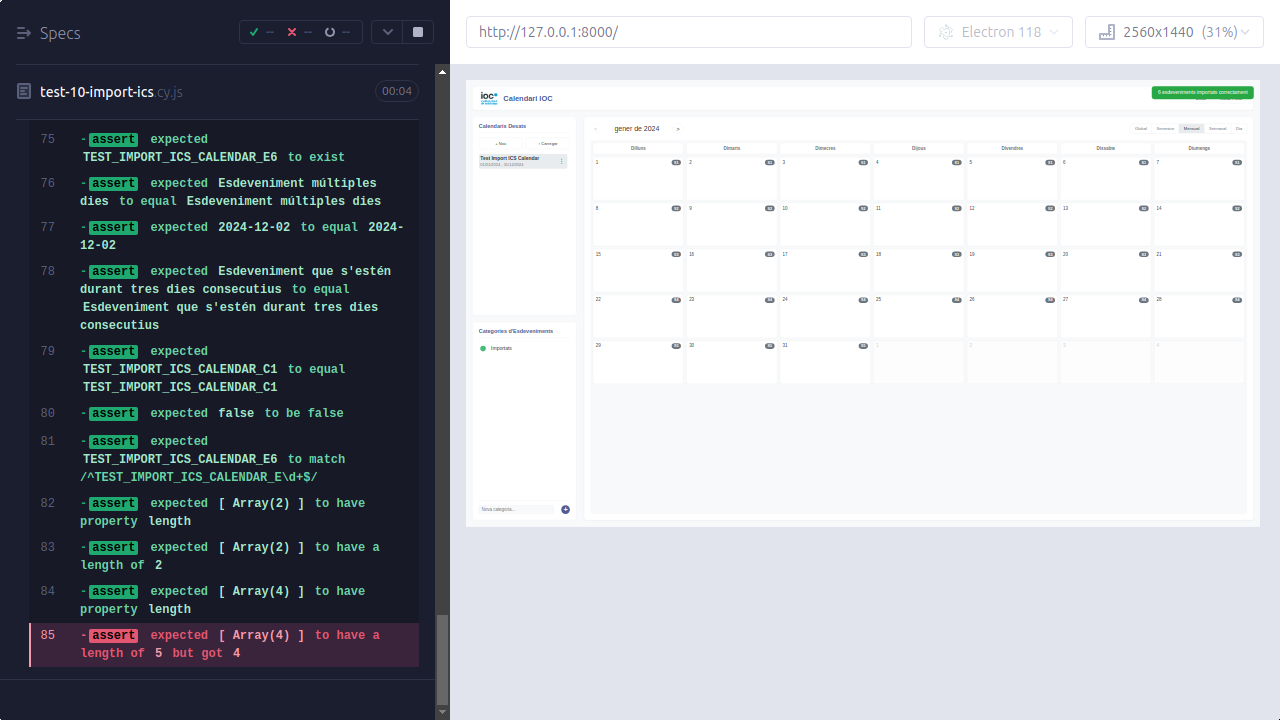 Specs
--
--
--
test-10-import-ics.cy.js
00:04
75 -assert expected TEST_IMPORT_ICS_CALENDAR_E6 to exist
76 -assert expected Esdeveniment múltiples dies to equal Esdeveniment múltiples dies
77 -assert expected 2024-12-02 to equal 2024-12-02
78 -assert expected Esdeveniment que s'estén durant tres dies consecutius to equal Esdeveniment que s'estén durant tres dies consecutius
79 -assert expected TEST_IMPORT_ICS_CALENDAR_C1 to equal TEST_IMPORT_ICS_CALENDAR_C1
80 -assert expected false to be false
81 -assert expected TEST_IMPORT_ICS_CALENDAR_E6 to match /^TEST_IMPORT_ICS_CALENDAR_E\d+$/
82 -assert expected [ Array(2) ] to have property length
83 -assert expected [ Array(2) ] to have a length of 2
84 -assert expected [ Array(4) ] to have property length
85 -assert expected [ Array(4) ] to have a length of 5 but got 4
http://127.0.0.1:8000/
Electron 118
2560x1440 (31%)
ioc
Calendari IOC
esdeveniments importats correctament
Calendaris Desats
+ Nou
Carregar
Test Import ICS Calendar
Categories d'Esdeveniments
Importats
Nova categoria...
+
<
gener de 2024
>
Global
Semestre
Mensual
Setmanal
Dia
Dilluns Dimarts Dimecres Dijous Divendres Dissabte Diumenge
1 2 3 4 5 6 7
8 9 10 11 12 13 14
15 16 17 18 19 20 21
22 23 24 25 26 27 28
29 30 31 1 2 3 4